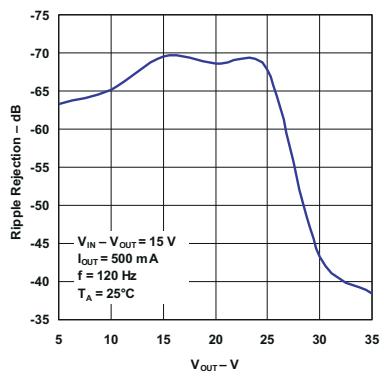 -75
-70
-65
-60
-55
-50
-45
-40
-35
Ripple Rejection – dB
V_IN – V_OUT = 15 V
I_OUT = 500 mA
f = 120 Hz
T_A = 25°C
5 10 15 20 25 30 35
V_OUT – V